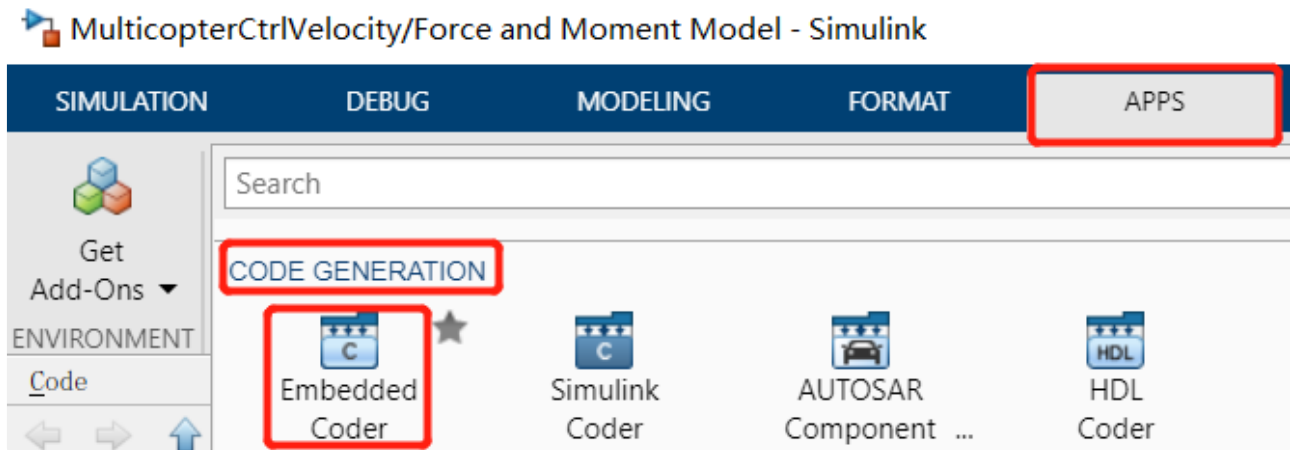 MulticopterCtrlVelocity/Force and Moment Model - Simulink
SIMULATION DEBUG MODELING FORMAT APPS
Get
Add-Ons
ENVIRONMENT
Code
Search
CODE GENERATION
C
Embedded
Coder
C
Simulink
Coder
AUTOSAR
Component ...
HDL
HDL
Coder